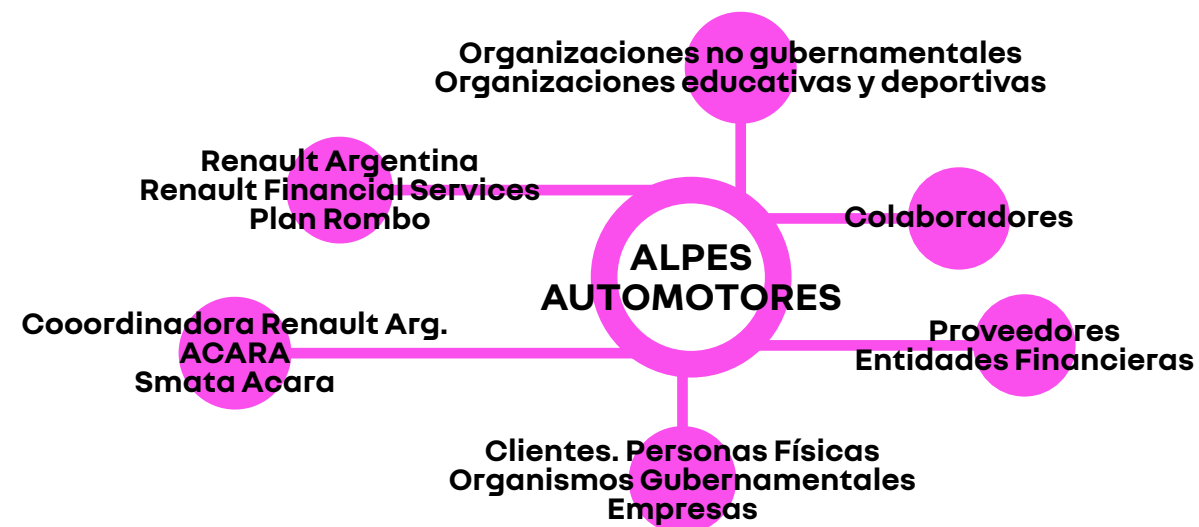 Organizaciones no gubernamentales
Organizaciones educativas y deportivas
Renault Argentina
Renault Financial Services
Plan Rombo
Colaboradores
ALPES
AUTOMOTORES
Cooordinadora Renault Arg.
ACARA
Smata Acara
Proveedores
Entidades Financieras
Clientes. Personas Físicas
Organismos Gubernamentales
Empresas